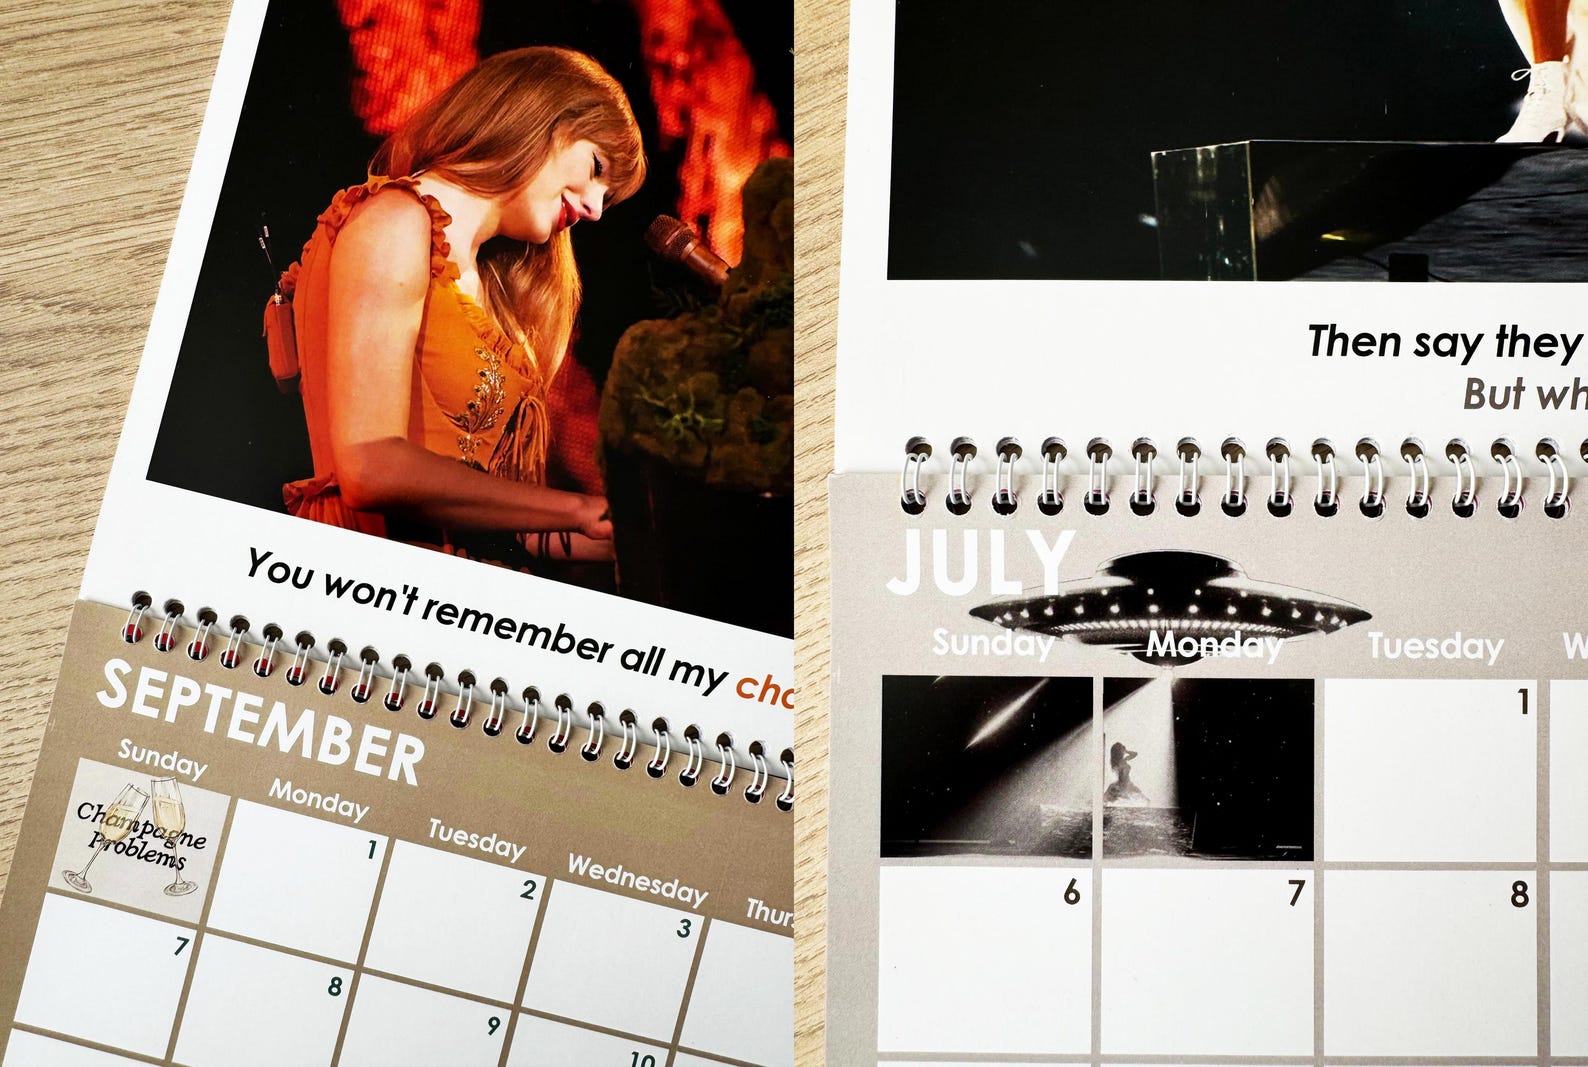 You won't remember all my
SEPTEMBER
Sunday Monday Tuesday Wednesday
Champagne
Problems
1 2 3
7 8 9 10
Then say they
But
JULY
Sunday Monday Tuesday
1
6 7 8